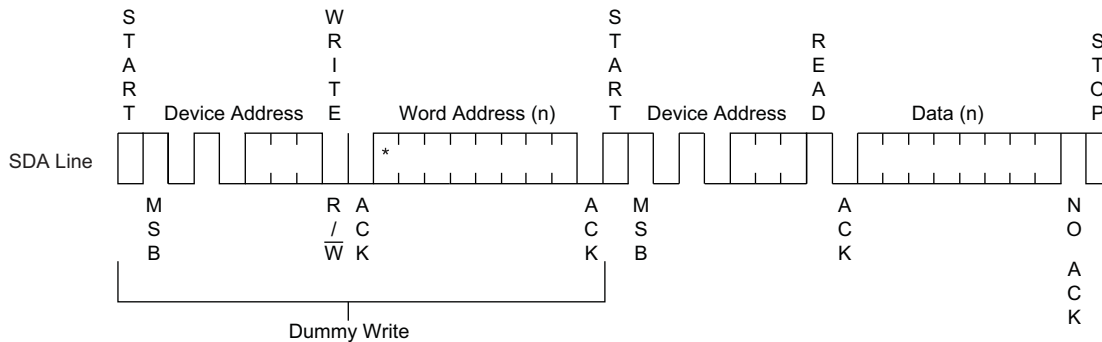 START
WRITE
START
READ
STOP
Device Address
Word Address (n)
Device Address
Data (n)
SDA Line
*
MSB
R/W
ACK
ACK
MSB
ACK
NO ACK
Dummy Write